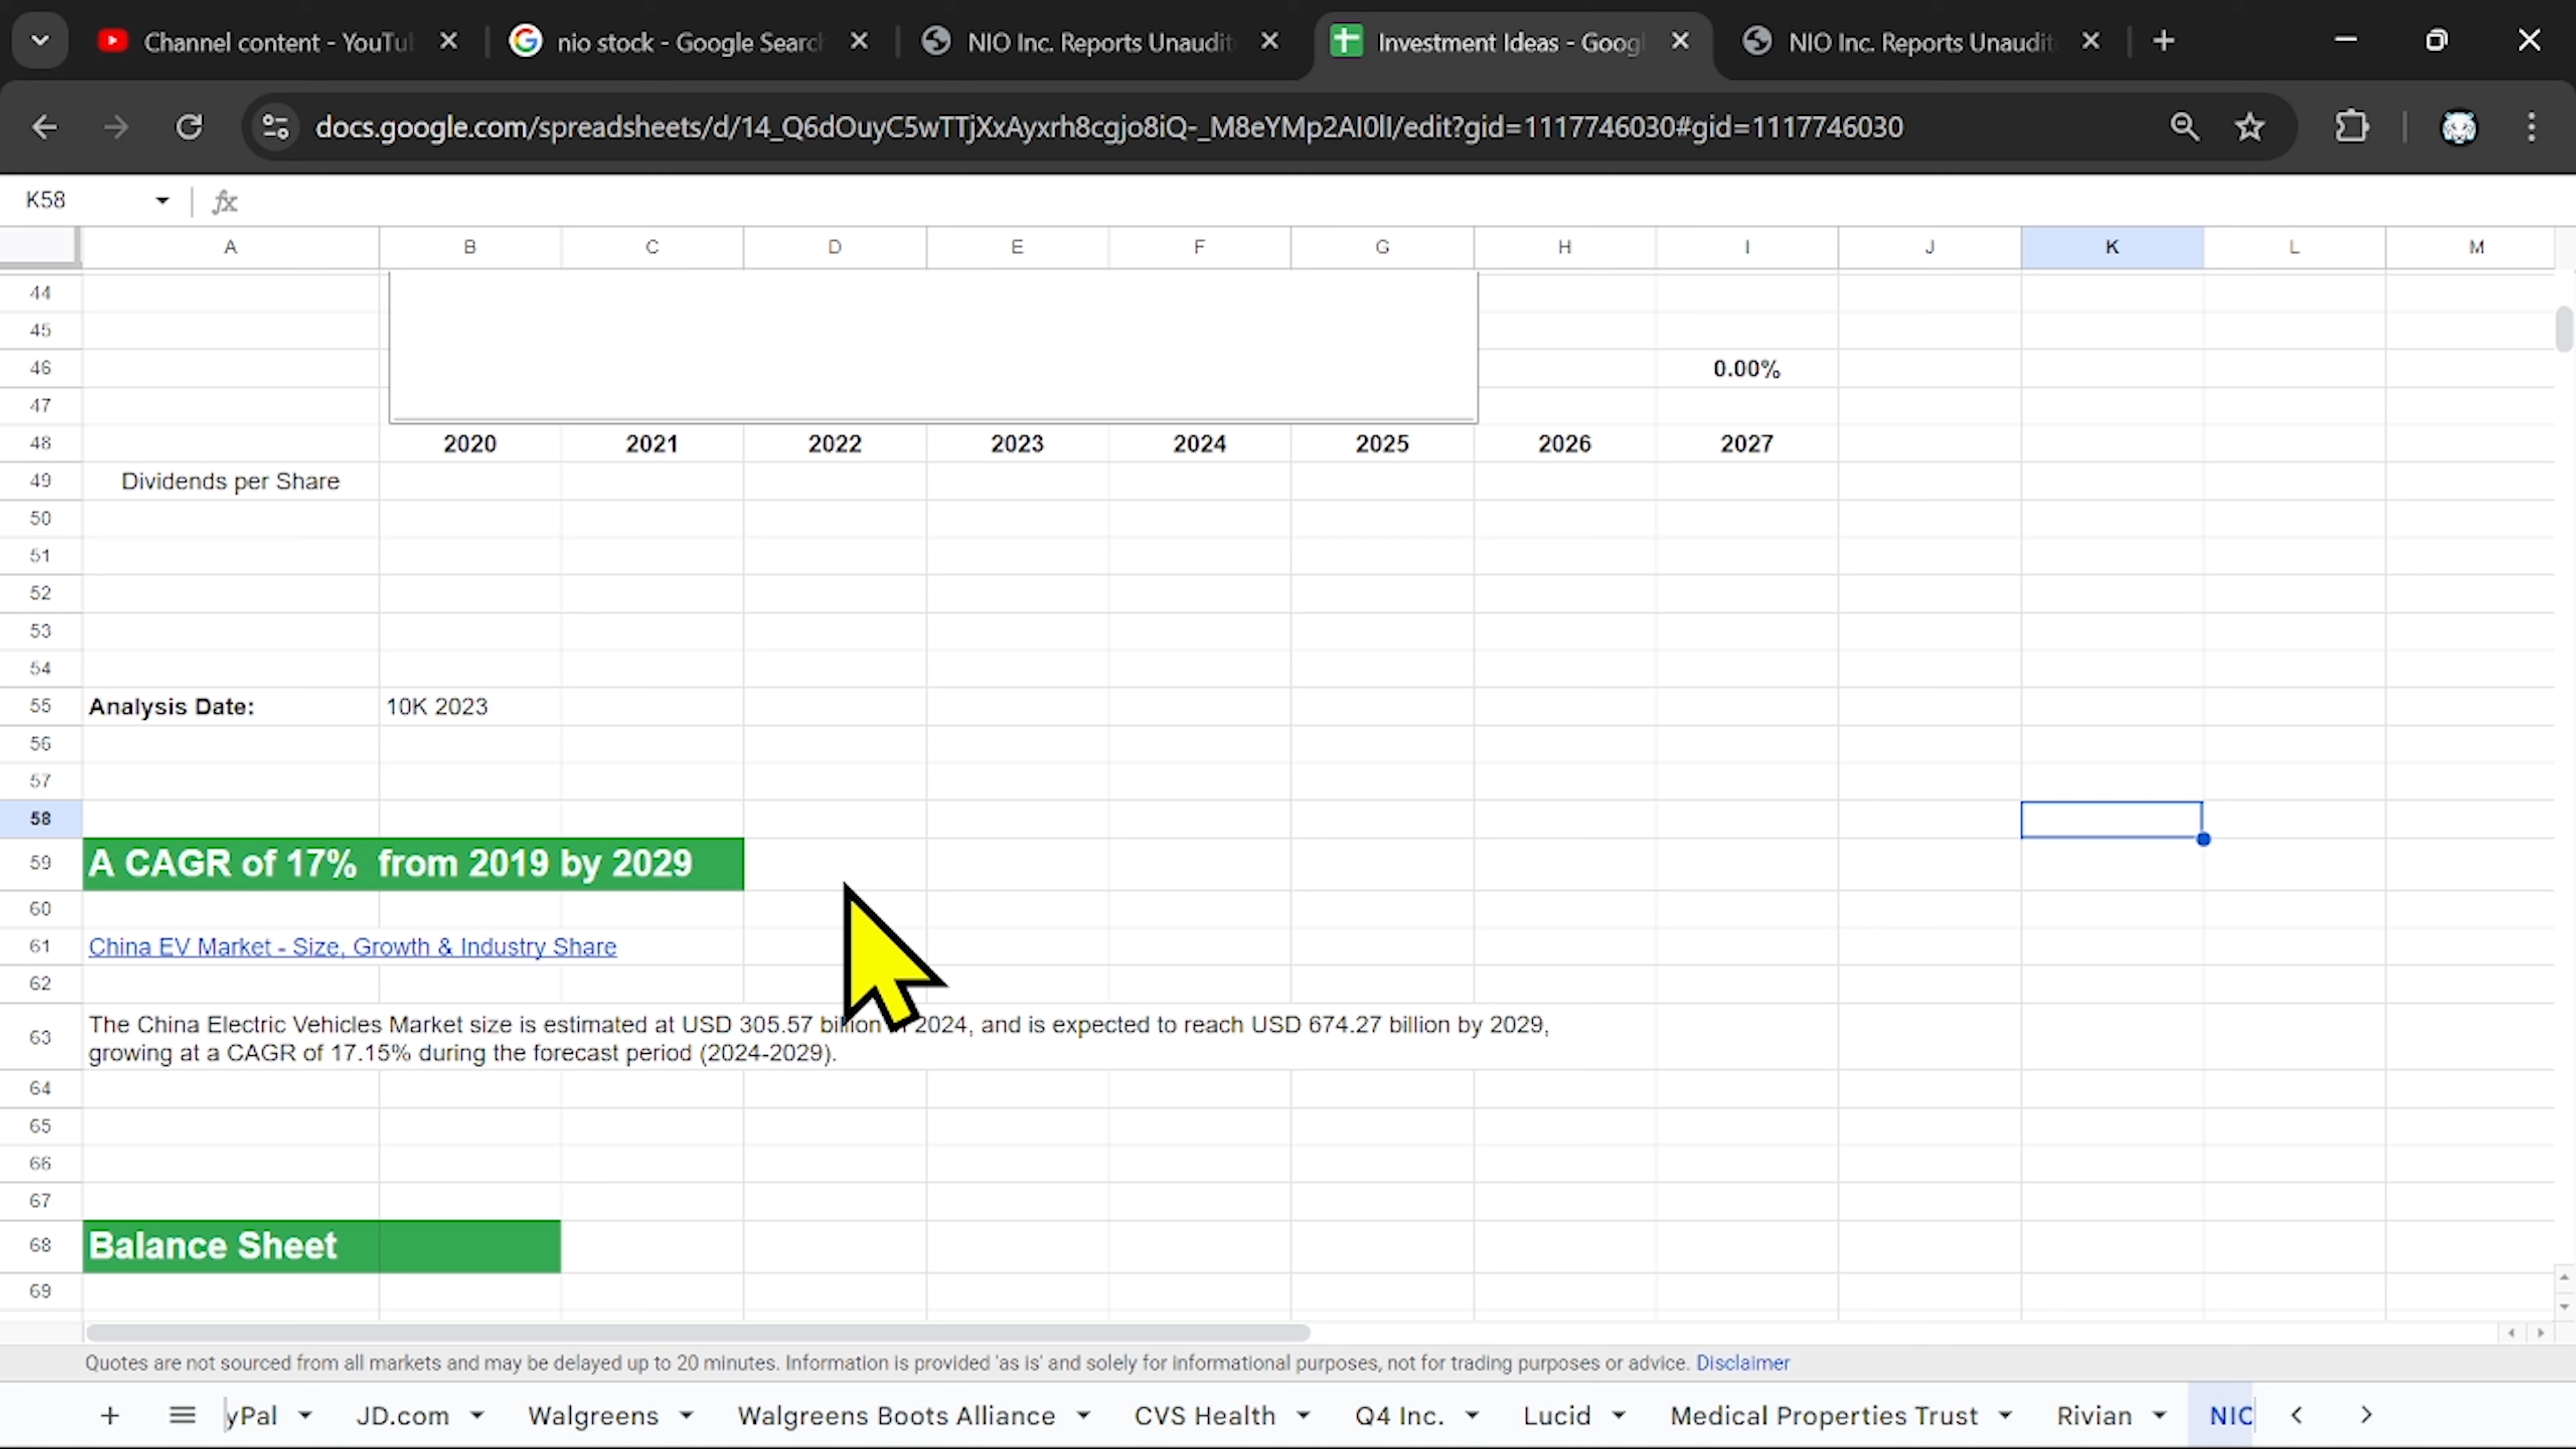 Channel content - YouTu
nio stock - Google Search
NIO Inc. Reports Unaudit
Investment Ideas - Googl
NIO Inc. Reports Unaudit
docs.google.com/spreadsheets/d/14_Q6dOuyC5wTTjXxAyxrh8cgjo8iQ-_M8eYMp2AI0lI/edit?gid=1117746030#gid=1117746030
K58
fx
A B C D E F G H I J K L M
44
45
46 0.00%
47
48 2020 2021 2022 2023 2024 2025 2026 2027
49 Dividends per Share
50
51
52
53
54
55 Analysis Date: 10K 2023
56
57
58
59 A CAGR of 17% from 2019 by 2029
60
61 China EV Market - Size, Growth & Industry Share
62
63 The China Electric Vehicles Market size is estimated at USD 305.57 billion in 2024, and is expected to reach USD 674.27 billion by 2029,
growing at a CAGR of 17.15% during the forecast period (2024-2029).
64
65
66
67
68 Balance Sheet
69
Quotes are not sourced from all markets and may be delayed up to 20 minutes. Information is provided 'as is' and solely for informational purposes, not for trading purposes or advice. Disclaimer
yPal JD.com Walgreens Walgreens Boots Alliance CVS Health Q4 Inc. Lucid Medical Properties Trust Rivian NIO